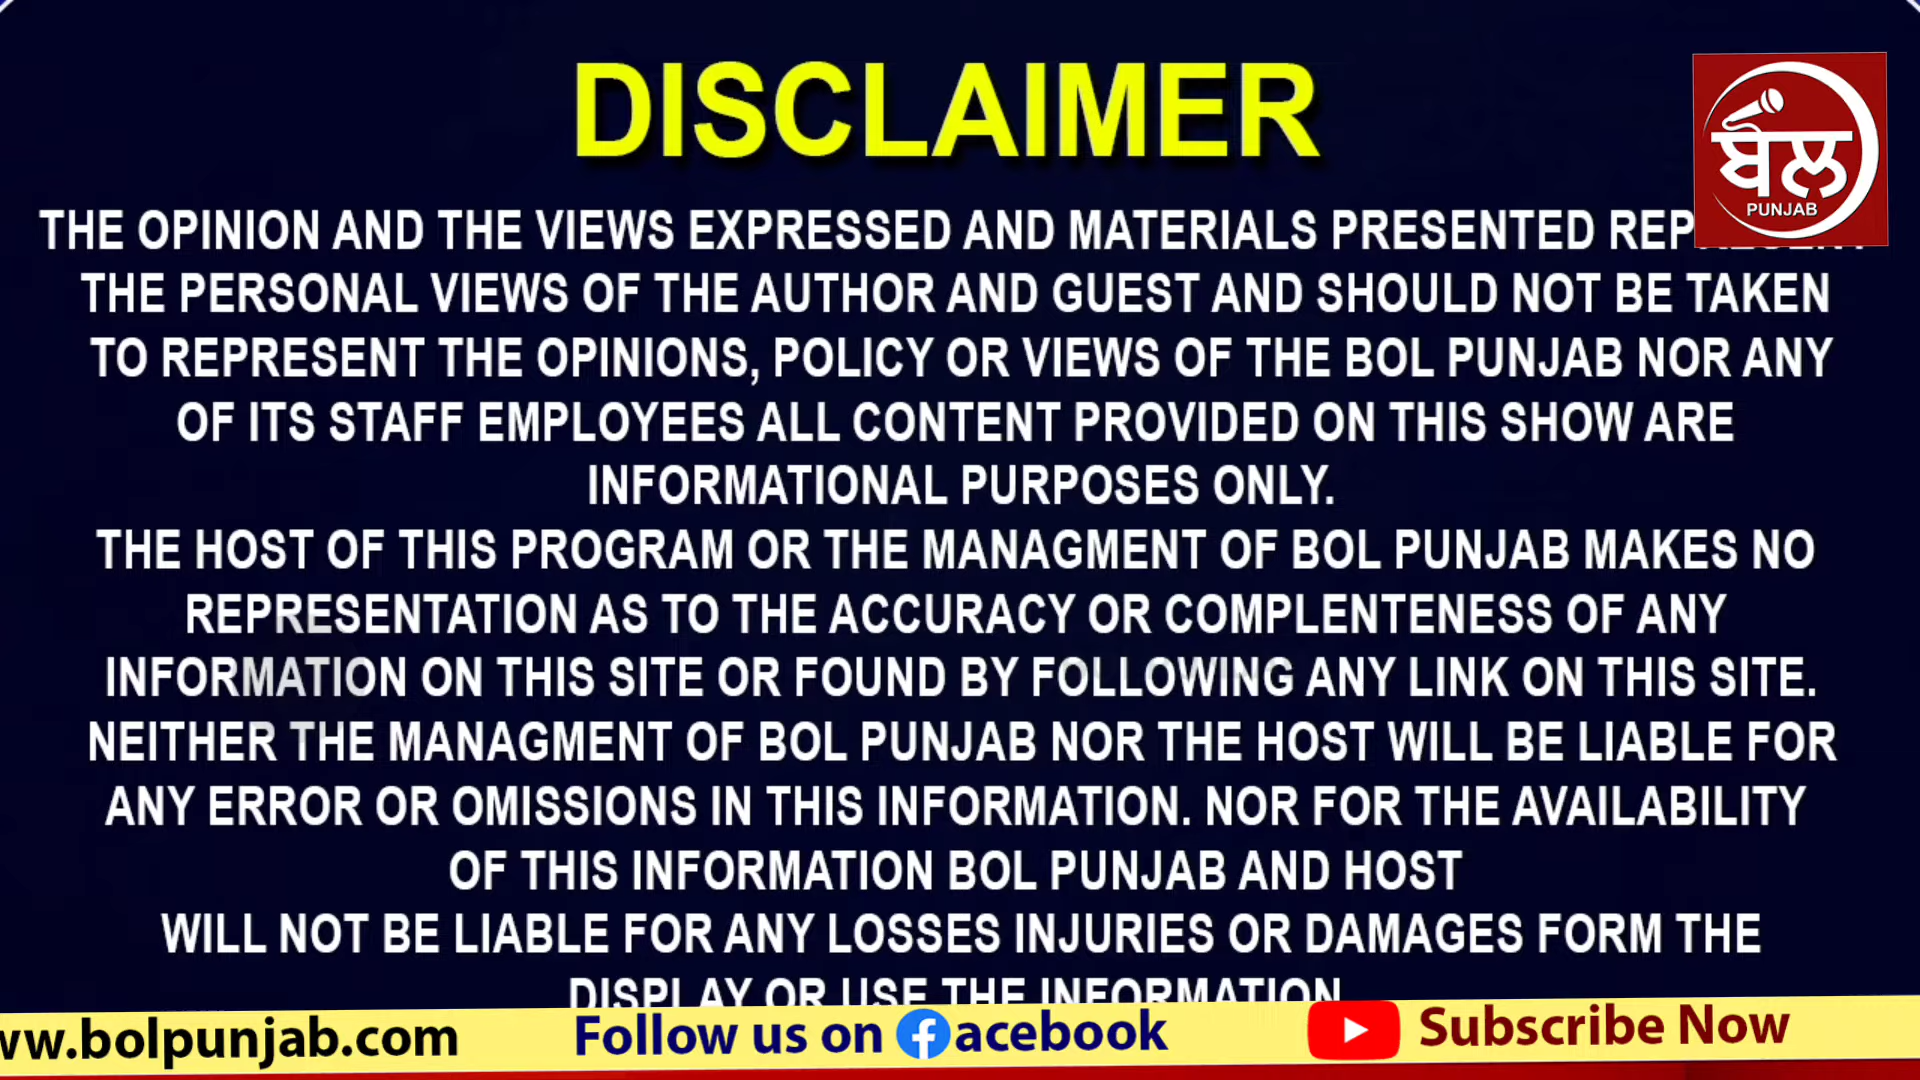 DISCLAIMER
ਬੋਲ
PUNJAB
THE OPINION AND THE VIEWS EXPRESSED AND MATERIALS PRESENTED REPRESENT
THE PERSONAL VIEWS OF THE AUTHOR AND GUEST AND SHOULD NOT BE TAKEN
TO REPRESENT THE OPINIONS, POLICY OR VIEWS OF THE BOL PUNJAB NOR ANY
OF ITS STAFF EMPLOYEES ALL CONTENT PROVIDED ON THIS SHOW ARE
INFORMATIONAL PURPOSES ONLY.
THE HOST OF THIS PROGRAM OR THE MANAGMENT OF BOL PUNJAB MAKES NO
REPRESENTATION AS TO THE ACCURACY OR COMPLENTENESS OF ANY
INFORMATION ON THIS SITE OR FOUND BY FOLLOWING ANY LINK ON THIS SITE.
NEITHER THE MANAGMENT OF BOL PUNJAB NOR THE HOST WILL BE LIABLE FOR
ANY ERROR OR OMISSIONS IN THIS INFORMATION. NOR FOR THE AVAILABILITY
OF THIS INFORMATION BOL PUNJAB AND HOST
WILL NOT BE LIABLE FOR ANY LOSSES INJURIES OR DAMAGES FORM THE
DISPLAY OR USE THE INFORMATION
ww.bolpunjab.com Follow us on facebook Subscribe Now